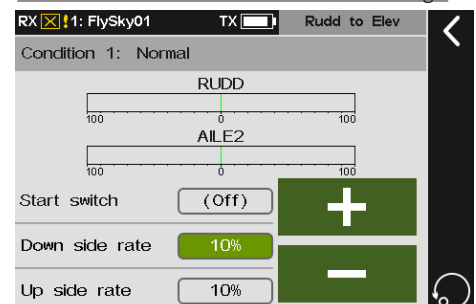 RX 1: FlySky01 TX Rudd to Elev
Condition 1: Normal
RUDD
100 0 100
AILE2
100 0 100
Start switch (Off)
Down side rate 10%
Up side rate 10%